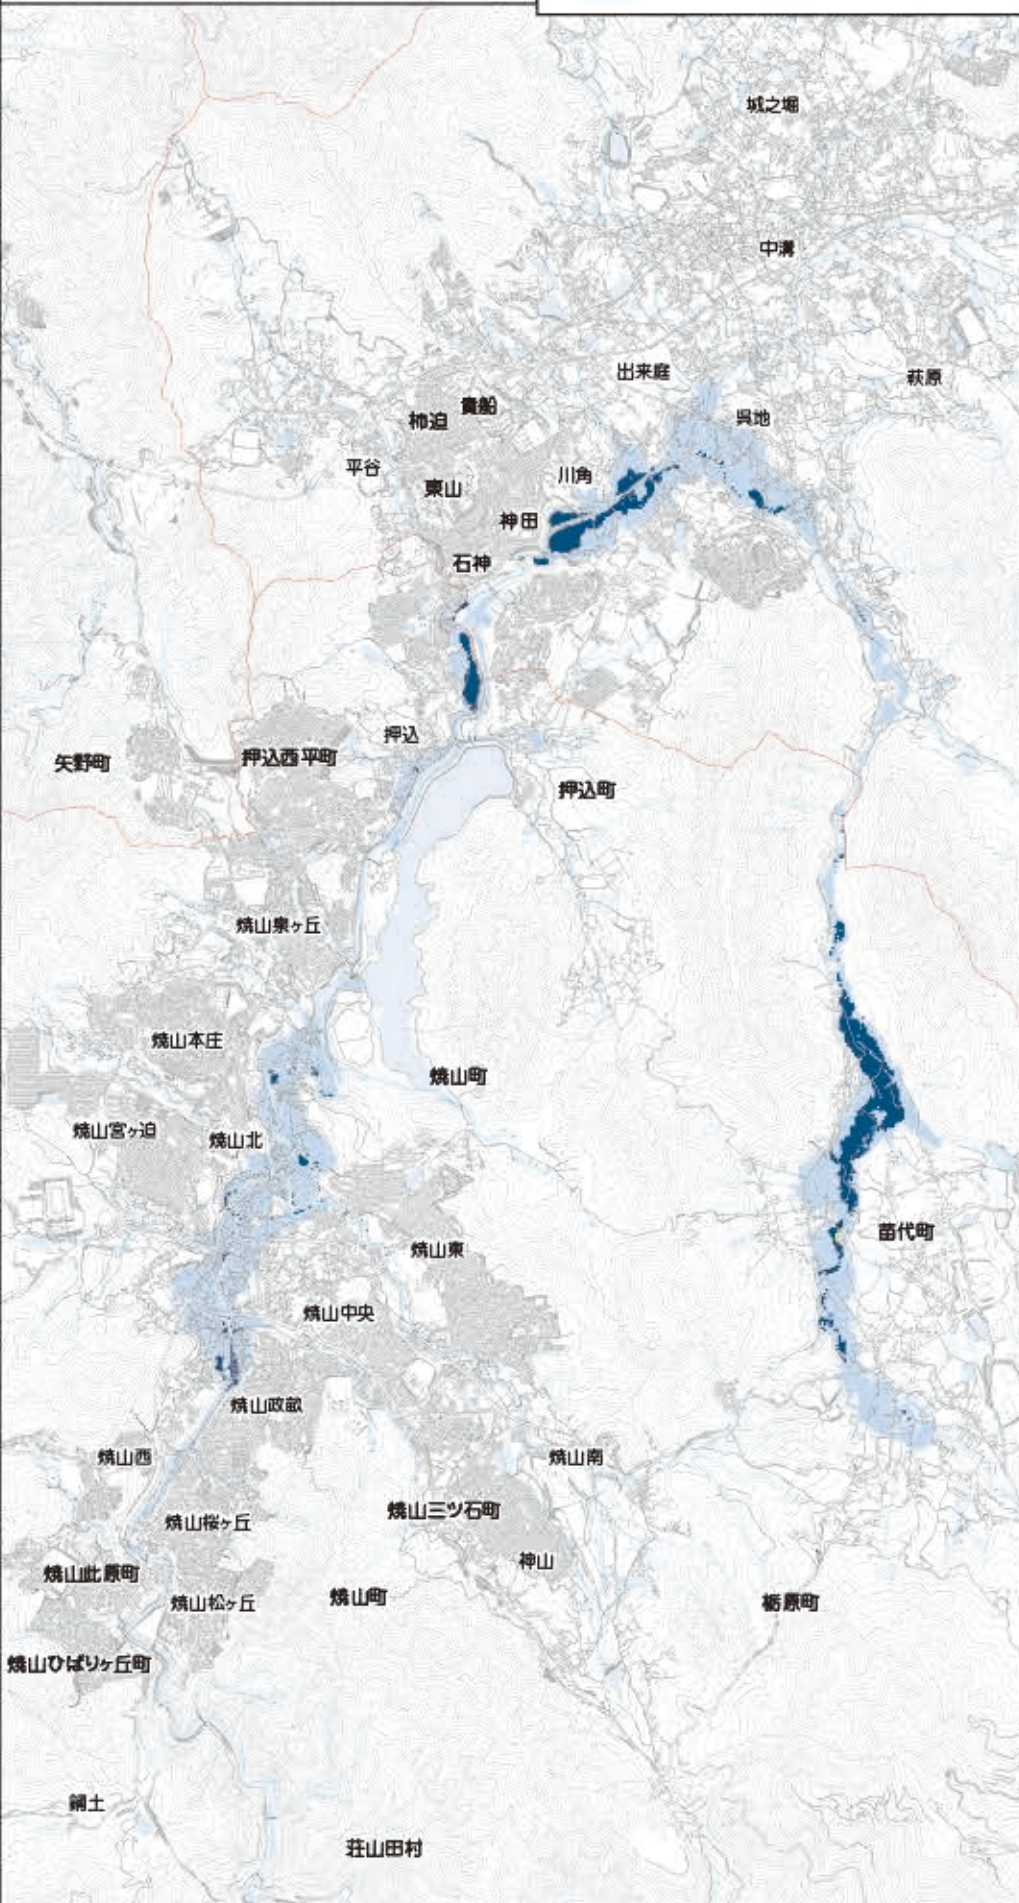 城之堀
中溝
出来庭
萩原
貴船
柿迫
呉地
平谷
川角
東山
神田
石神
押込
押込西平町
矢野町
押込町
焼山泉ヶ丘
焼山本庄
焼山町
焼山宮ヶ迫
焼山北
苗代町
焼山東
焼山中央
焼山政畝
焼山西
焼山南
焼山三ツ石町
焼山桜ヶ丘
神山
焼山此原町
焼山町
焼山松ヶ丘
栃原町
焼山ひばりヶ丘町
荘山田村